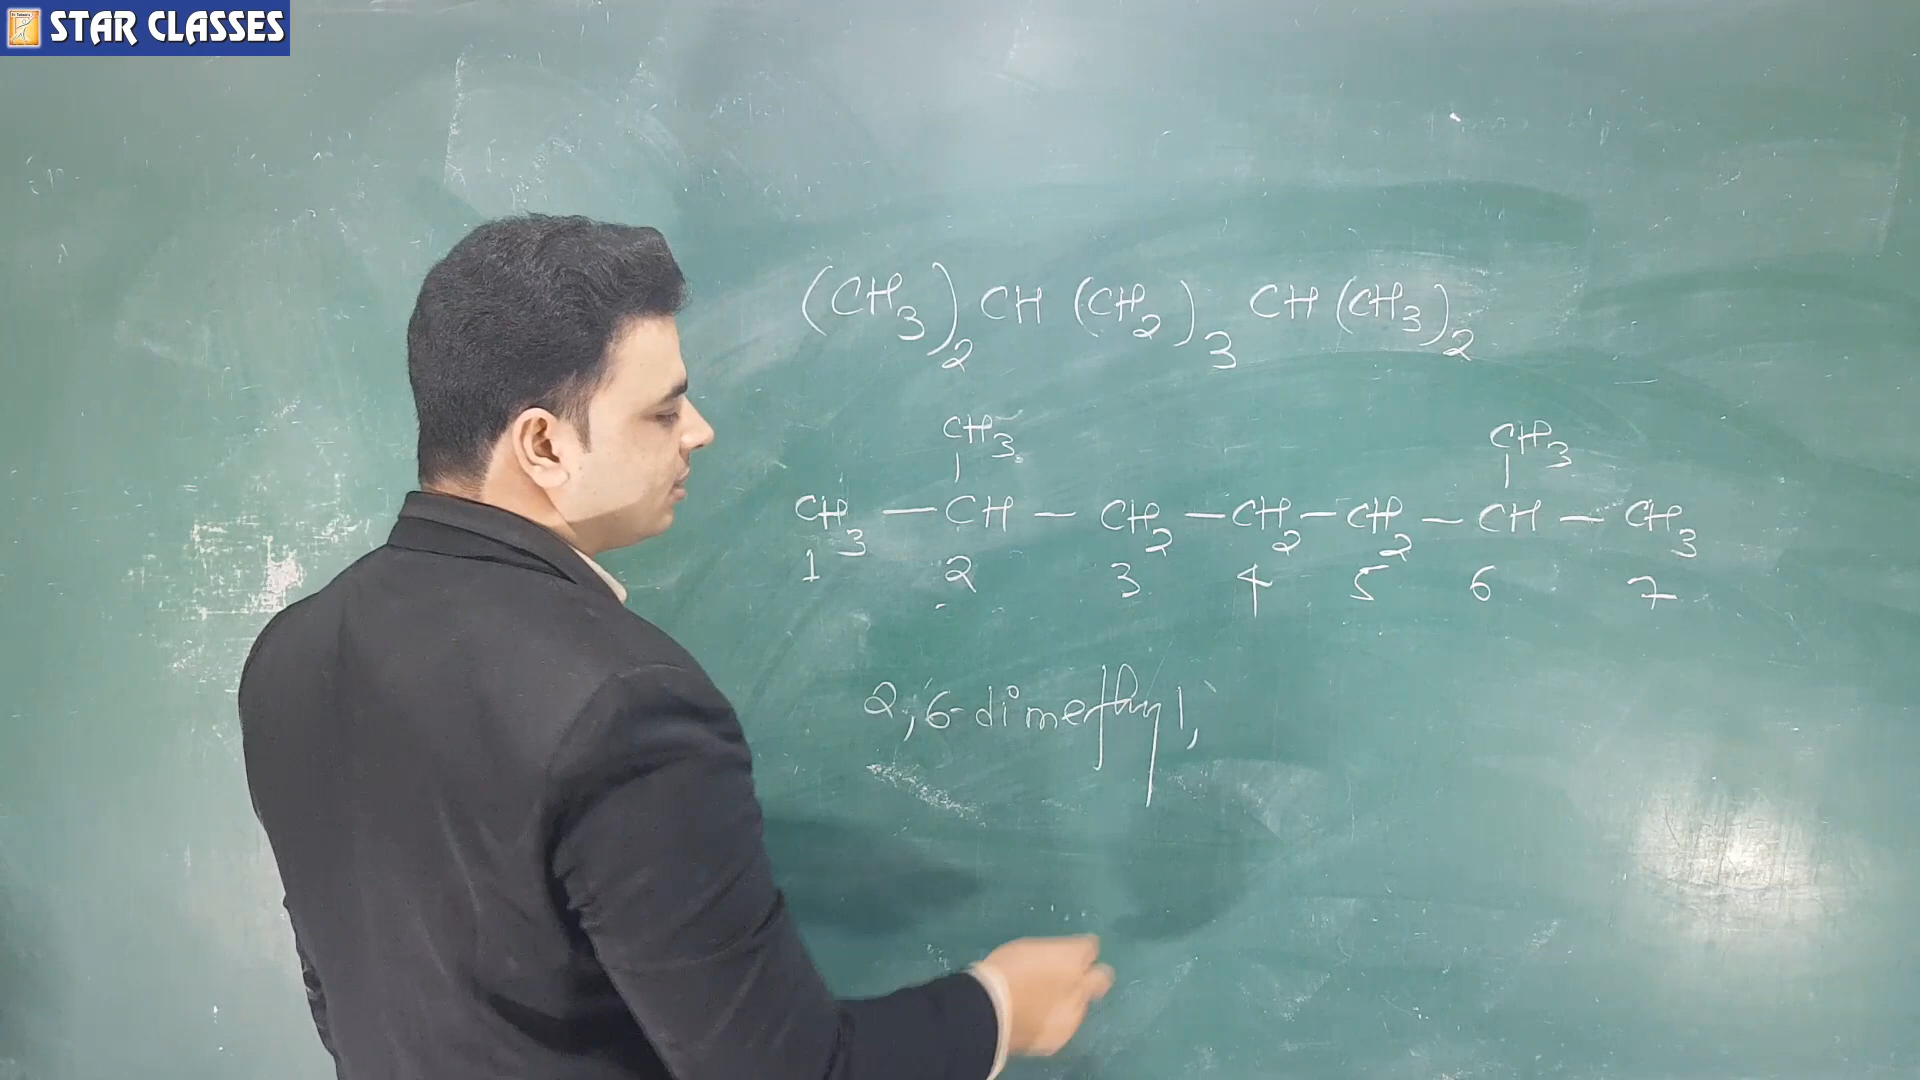 STAR CLASSES
(CH₃)₂ CH (CH₂)₃ CH (CH₃)₂
CH₃ CH₃
CH₃ — CH — CH₂ — CH₂ — CH₂ — CH — CH₃
1 2 3 4 5 6 7
2,6-dimethyl,